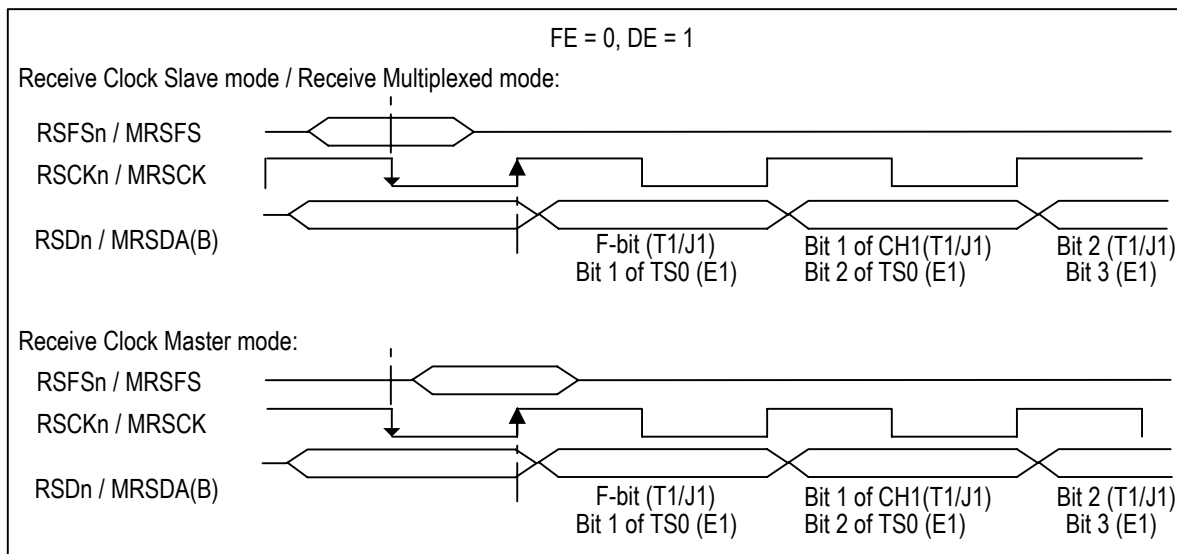 FE = 0, DE = 1
Receive Clock Slave mode / Receive Multiplexed mode:
RSFSn / MRSFS
RSCKn / MRSCK
RSDn / MRSDA(B)
F-bit (T1/J1)
Bit 1 of TS0 (E1)
Bit 1 of CH1(T1/J1)
Bit 2 of TS0 (E1)
Bit 2 (T1/J1)
Bit 3 (E1)
Receive Clock Master mode:
RSFSn / MRSFS
RSCKn / MRSCK
RSDn / MRSDA(B)
F-bit (T1/J1)
Bit 1 of TS0 (E1)
Bit 1 of CH1(T1/J1)
Bit 2 of TS0 (E1)
Bit 2 (T1/J1)
Bit 3 (E1)